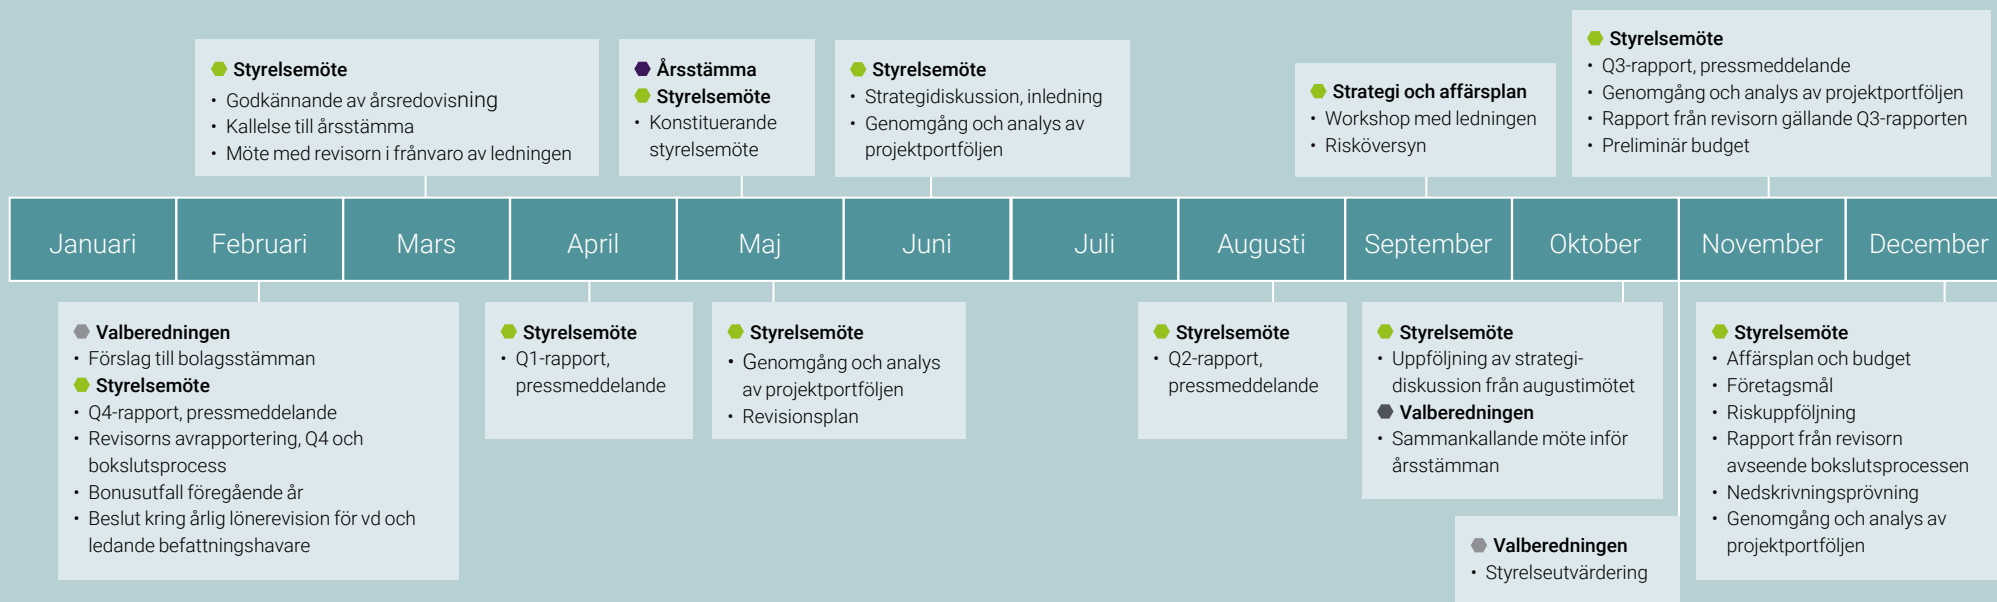 Styrelsemöte
• Godkännande av årsredovisning
• Kallelse till årsstämma
• Möte med revisorn i frånvaro av ledningen
Årsstämma
Styrelsemöte
• Konstituerande
styrelsemöte
Styrelsemöte
• Strategidiskussion, inledning
• Genomgång och analys av
projektportföljen
Strategi och affärsplan
• Workshop med ledningen
• Risköversyn
Styrelsemöte
• Q3-rapport, pressmeddelande
• Genomgång och analys av projektportföljen
• Rapport från revisorn gällande Q3-rapporten
• Preliminär budget
Januari
Februari
Mars
April
Maj
Juni
Juli
Augusti
September
Oktober
November
December
Valberedningen
• Förslag till bolagsstämman
Styrelsemöte
• Q4-rapport, pressmeddelande
• Revisorns avrapportering, Q4 och
bokslutsprocess
• Bonusutfall föregående år
• Beslut kring årlig lönerevision för vd och
ledande befattningshavare
Styrelsemöte
• Q1-rapport,
pressmeddelande
Styrelsemöte
• Genomgång och analys
av projektportföljen
• Revisionsplan
Styrelsemöte
• Q2-rapport,
pressmeddelande
Styrelsemöte
• Uppföljning av strategi-
diskussion från augustimötet
Valberedningen
• Sammankallande möte inför
årsstämman
Valberedningen
• Styrelseutvärdering
Styrelsemöte
• Affärsplan och budget
• Företagsmål
• Riskuppföljning
• Rapport från revisorn
avseende bokslutsprocessen
• Nedskrivningsprövning
• Genomgång och analys av
projektportföljen